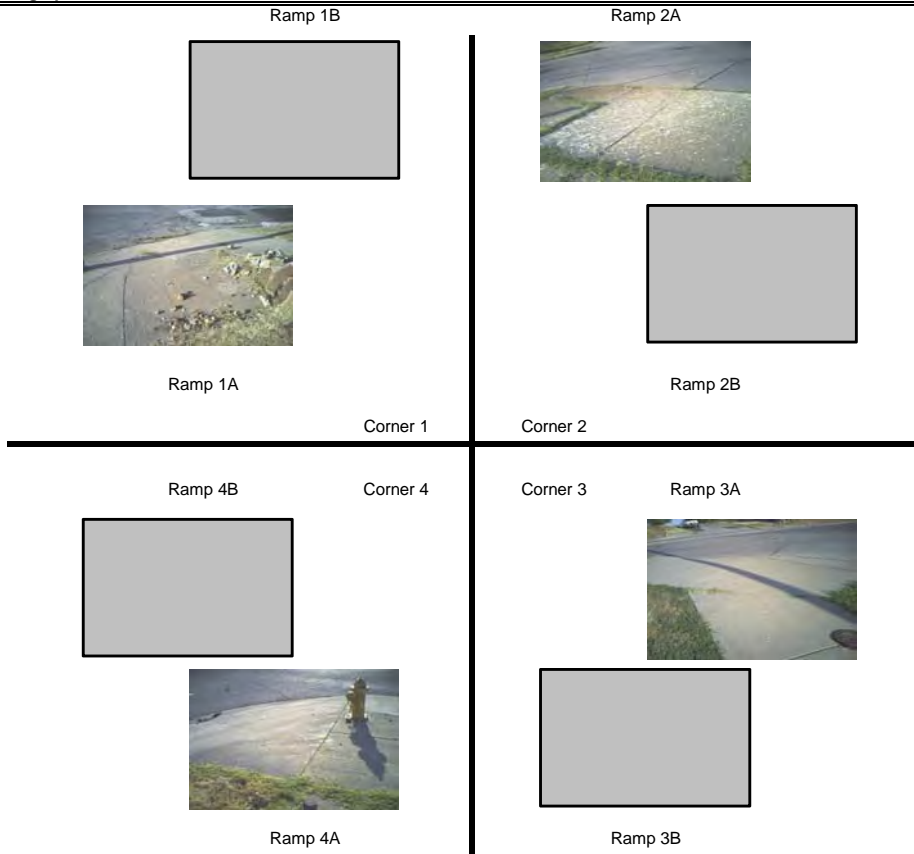 Ramp 1B Ramp 2A
Ramp 1A Ramp 2B
Corner 1 Corner 2
Ramp 4B Corner 4 Corner 3 Ramp 3A
Ramp 4A Ramp 3B